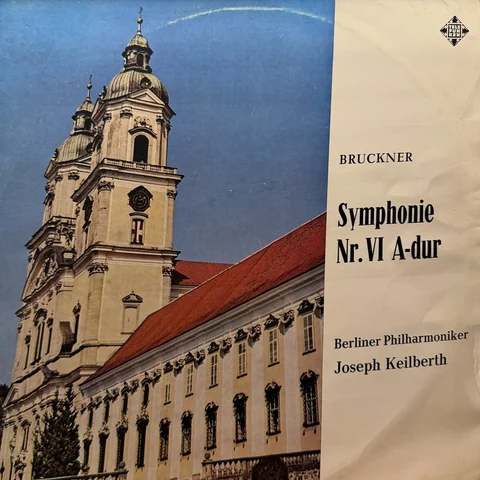 BRUCKNER
Symphonie
Nr. VI A-dur
Berliner Philharmoniker
Joseph Keilberth